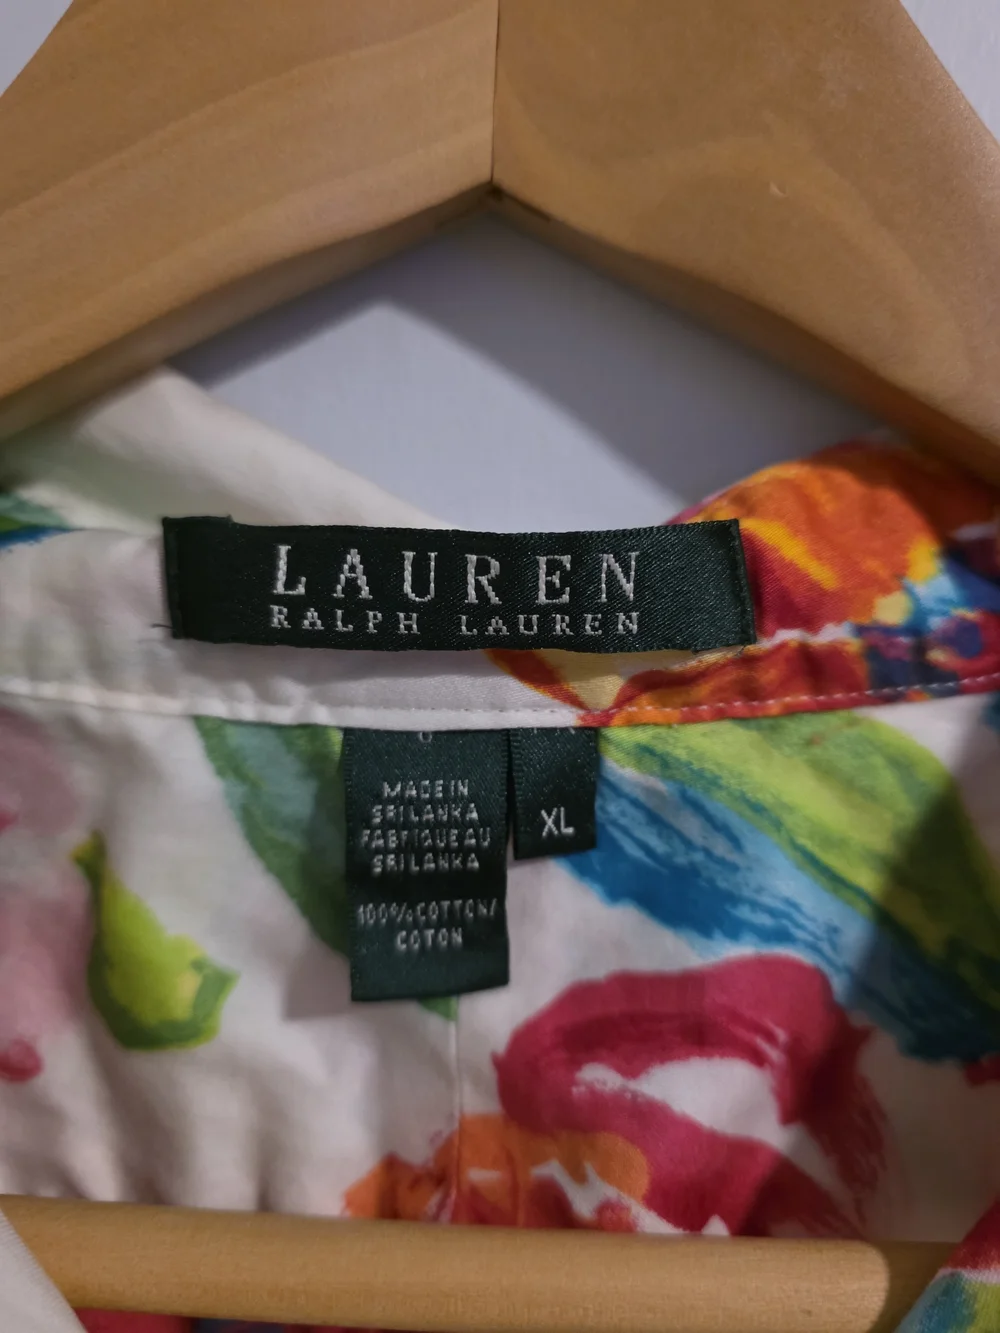 LAUREN
RALPH LAUREN
MADE IN
SRI LANKA
FABRIQUE AU
SRI LANKA
100% COTTON/
COTON
XL